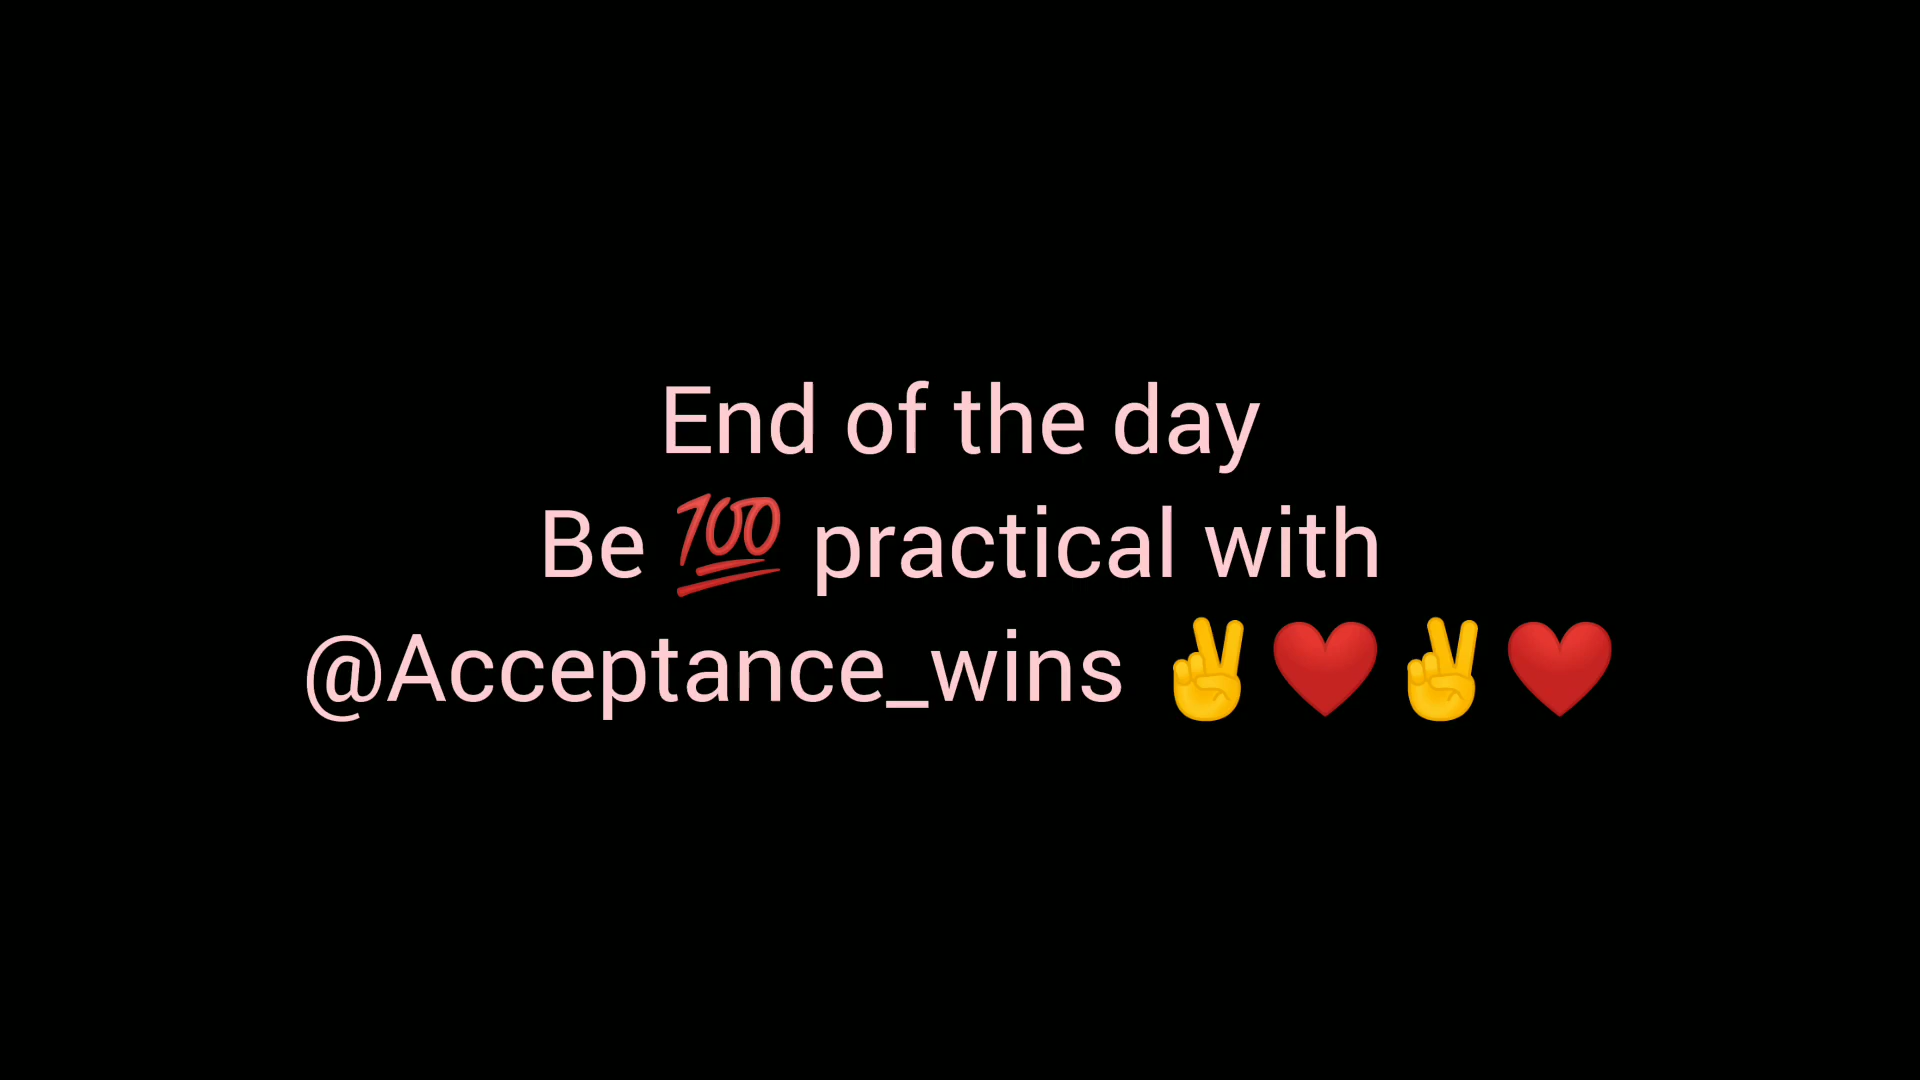 End of the day
Be 💯 practical with
@Acceptance_wins ✌️❤️✌️❤️